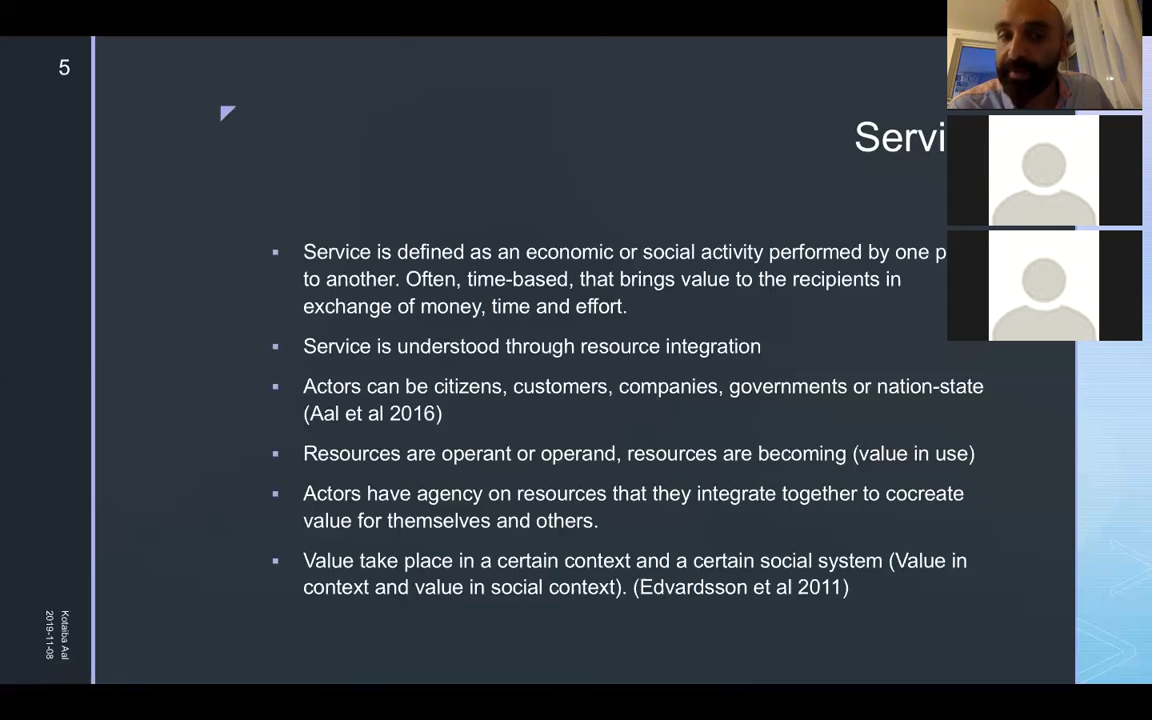 5
Servi
Service is defined as an economic or social activity performed by one p
to another. Often, time-based, that brings value to the recipients in
exchange of money, time and effort.
Service is understood through resource integration
Actors can be citizens, customers, companies, governments or nation-state
(Aal et al 2016)
Resources are operant or operand, resources are becoming (value in use)
Actors have agency on resources that they integrate together to cocreate
value for themselves and others.
Value take place in a certain context and a certain social system (Value in
context and value in social context). (Edvardsson et al 2011)
Kotaiba Aal
2019-11-08